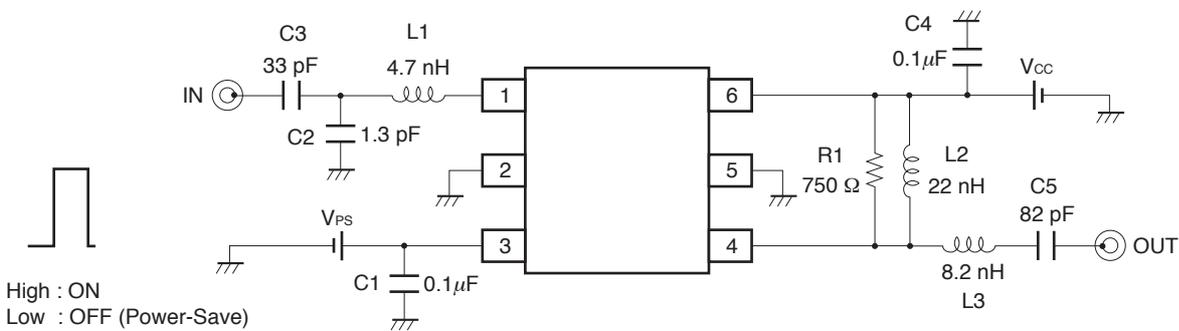 C3
33 pF
L1
4.7 nH
C4
0.1μF
VCC
IN
1
6
C2
1.3 pF
2
5
R1
750 Ω
L2
22 nH
C5
82 pF
VPS
3
4
OUT
8.2 nH
L3
C1
0.1μF
High : ON
Low : OFF (Power-Save)